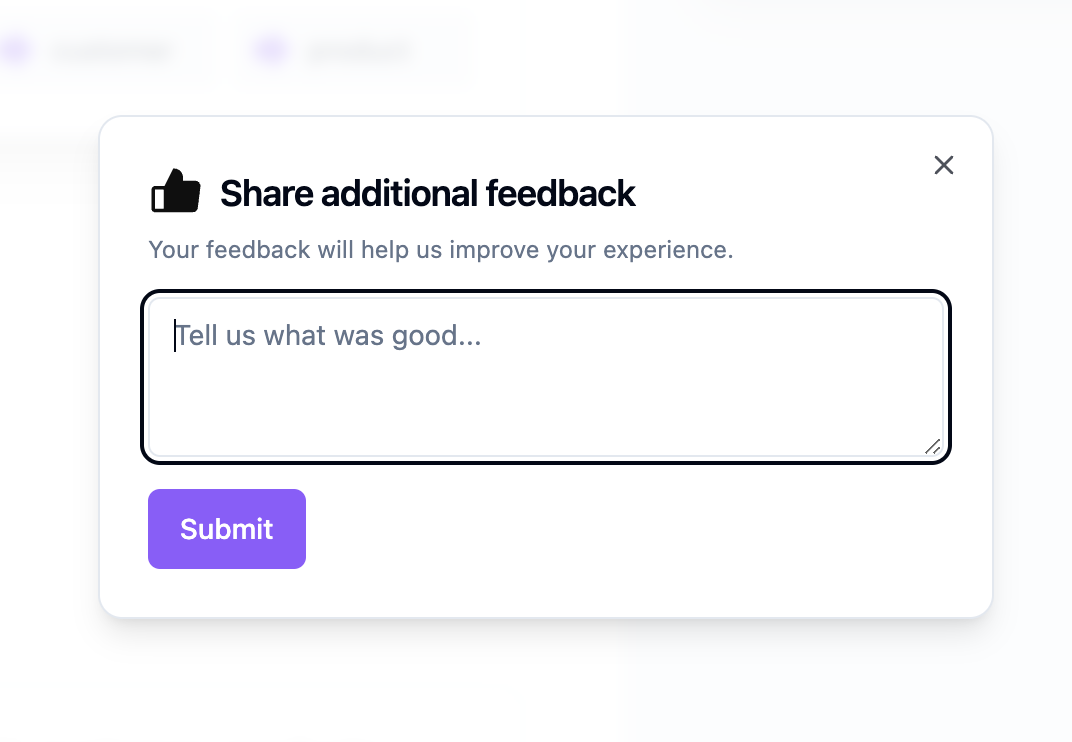 Share additional feedback
Your feedback will help us improve your experience.
Tell us what was good...
Submit